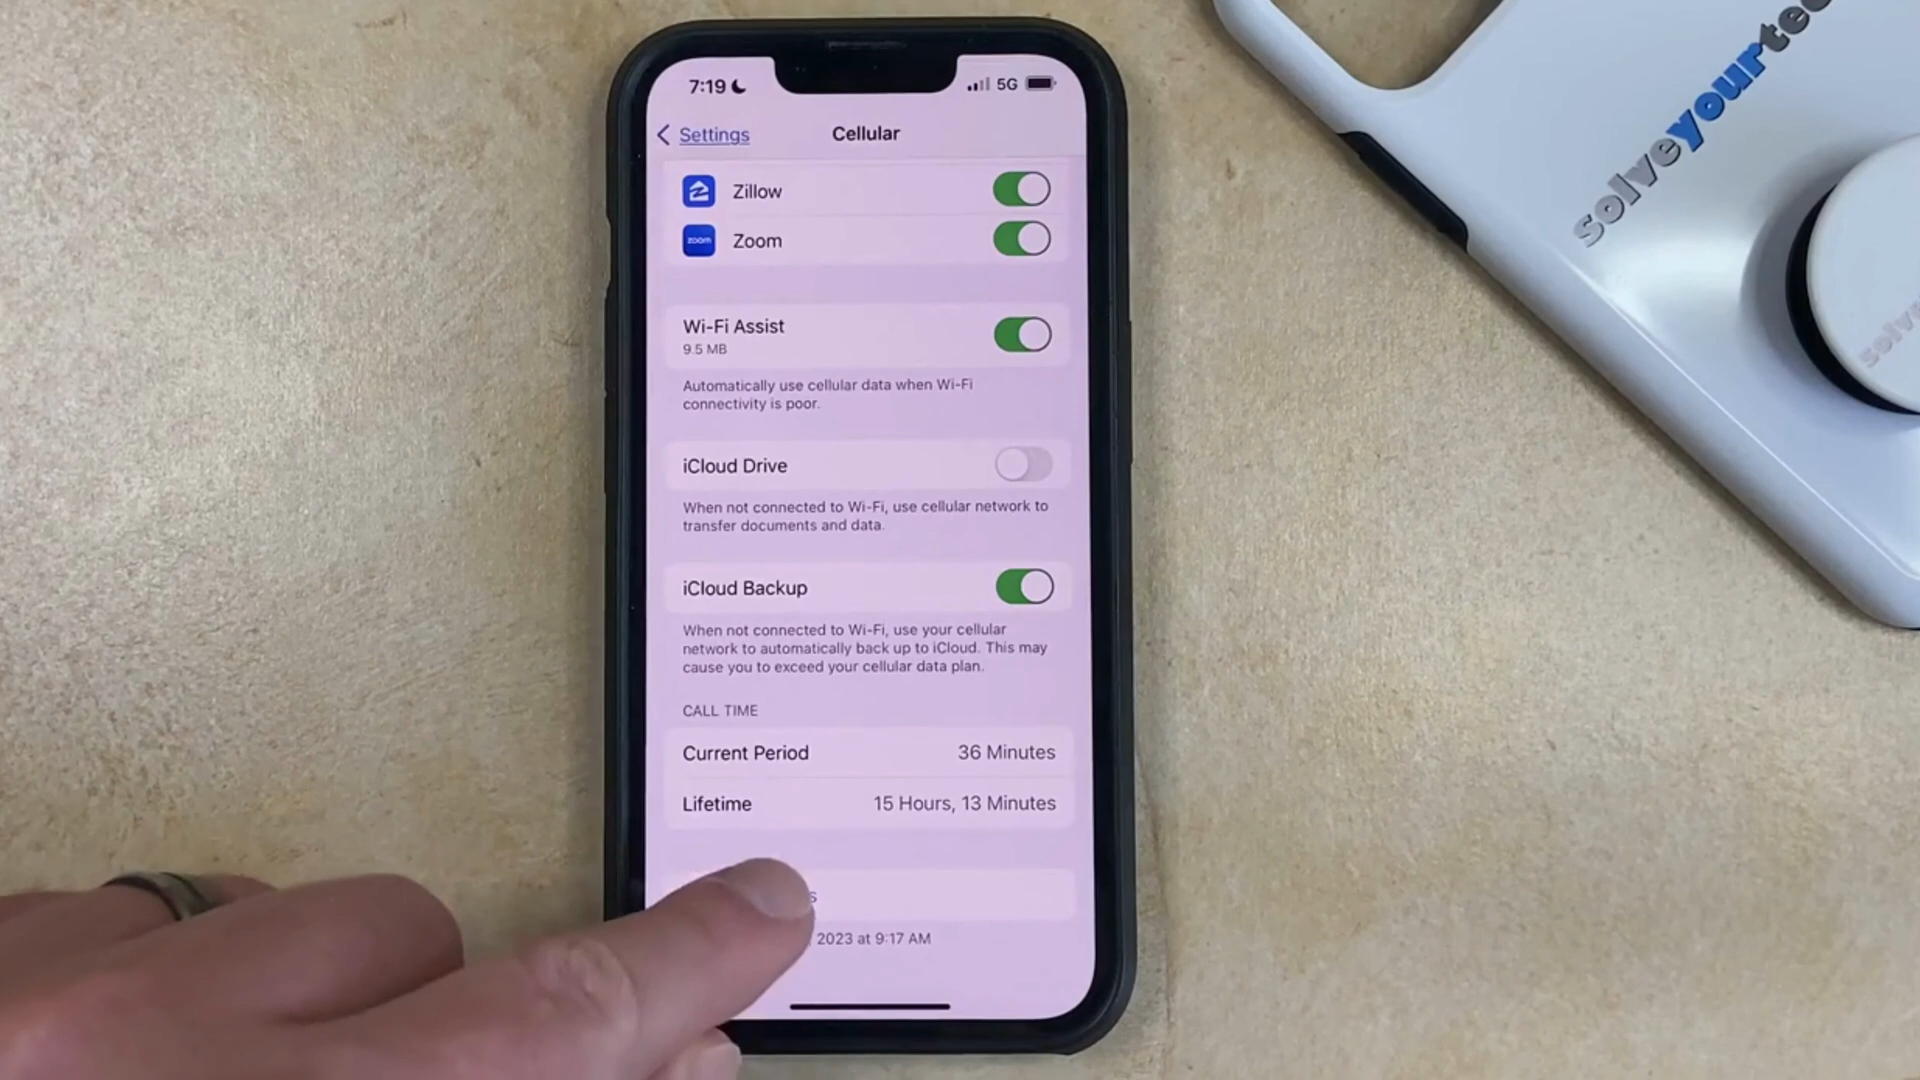 7:19
5G
Settings
Cellular
Zillow
zoom
Zoom
Wi-Fi Assist
9.5 MB
Automatically use cellular data when Wi-Fi
connectivity is poor.
iCloud Drive
When not connected to Wi-Fi, use cellular network to
transfer documents and data.
iCloud Backup
When not connected to Wi-Fi, use your cellular
network to automatically back up to iCloud. This may
cause you to exceed your cellular data plan.
CALL TIME
Current Period
36 Minutes
Lifetime
15 Hours, 13 Minutes
2023 at 9:17 AM
solveyourtec
solv